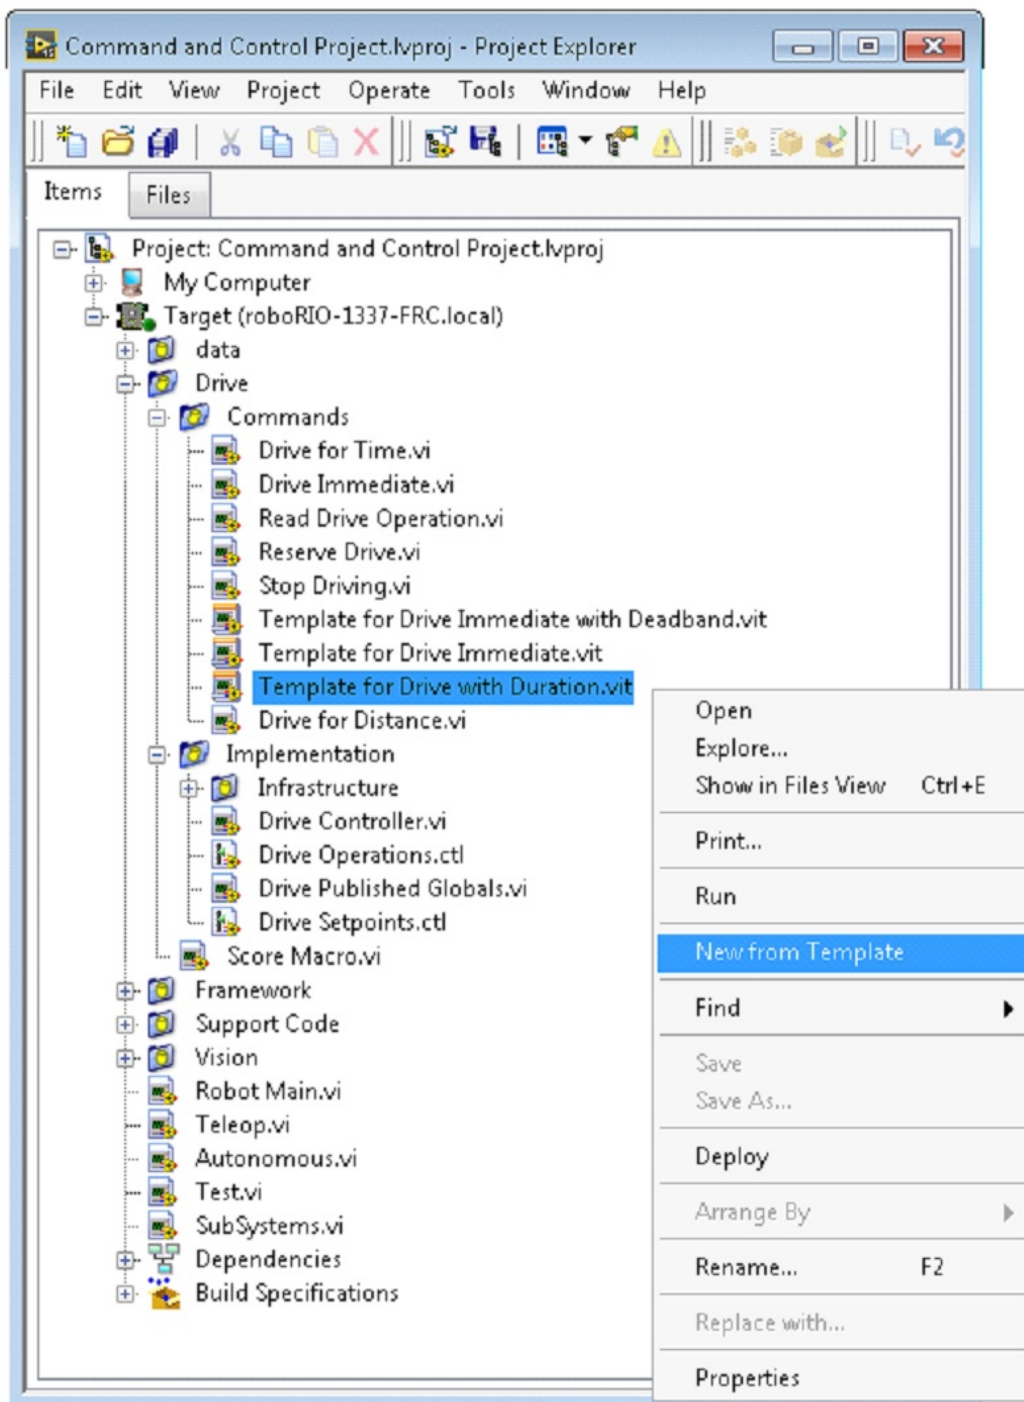 Command and Control Project.lvproj - Project Explorer
File Edit View Project Operate Tools Window Help
Items Files
Project: Command and Control Project.lvproj
My Computer
Target (roboRIO-1337-FRC.local)
data
Drive
Commands
Drive for Time.vi
Drive Immediate.vi
Read Drive Operation.vi
Reserve Drive.vi
Stop Driving.vi
Template for Drive Immediate with Deadband.vit
Template for Drive Immediate.vit
Template for Drive with Duration.vit
Drive for Distance.vi
Implementation
Infrastructure
Drive Controller.vi
Drive Operations.ctl
Drive Published Globals.vi
Drive Setpoints.ctl
Score Macro.vi
Framework
Support Code
Vision
Robot Main.vi
Teleop.vi
Autonomous.vi
Test.vi
SubSystems.vi
Dependencies
Build Specifications
Open
Explore...
Show in Files View Ctrl+E
Print...
Run
New from Template
Find
Save
Save As...
Deploy
Arrange By
Rename... F2
Replace with...
Properties